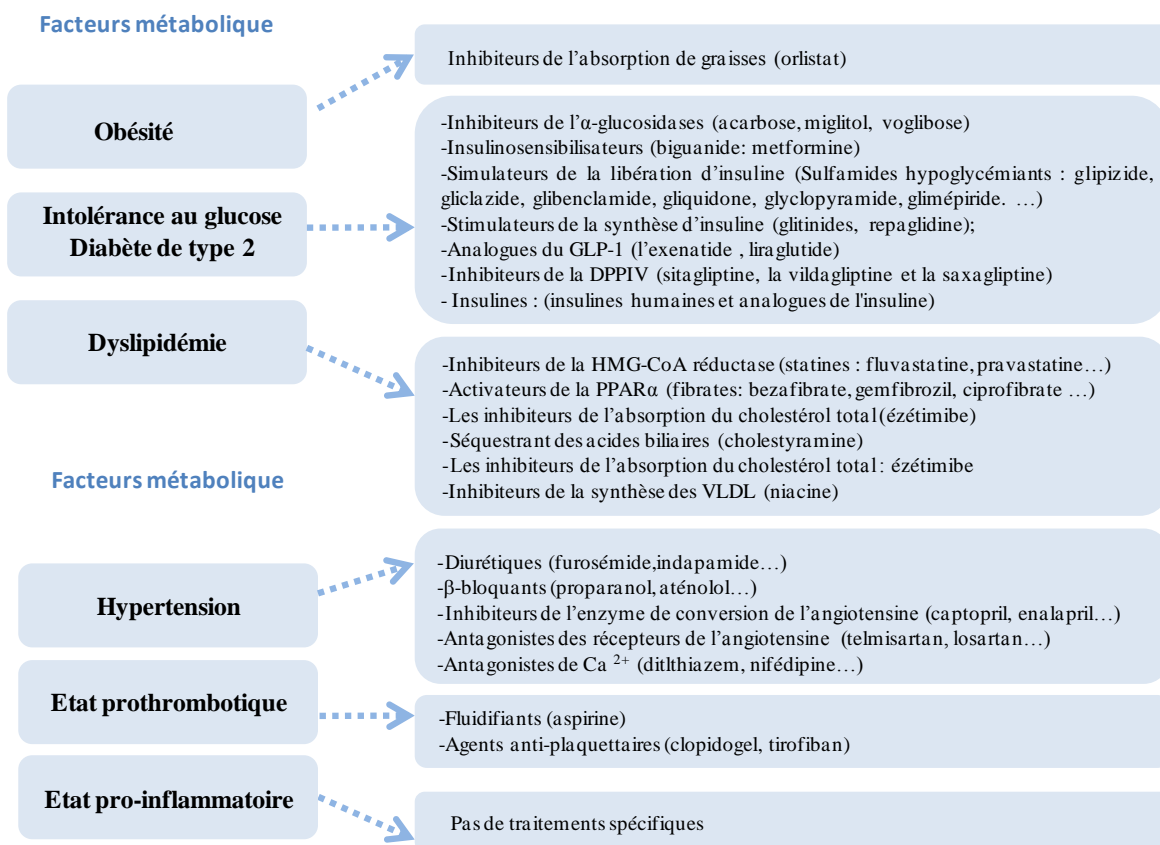 Facteurs métabolique
Obésité
Inhibiteurs de l'absorption de graisses (orlistat)
Intolérance au glucose
Diabète de type 2
-Inhibiteurs de l'α-glucosidases (acarbose, miglitol, voglibose)
-Insulinosensibilisateurs (biguanide: metformine)
-Simulateurs de la libération d'insuline (Sulfamides hypoglycémiants : glipizide,
gliclazide, glibenclamide, gliquidone, glyclopyramide, glimépiride. …)
-Stimulateurs de la synthèse d'insuline (glitinides, repaglidine);
-Analogues du GLP-1 (l'exenatide , liraglutide)
-Inhibiteurs de la DPPIV (sitagliptine, la vildagliptine et la saxagliptine)
- Insulines : (insulines humaines et analogues de l'insuline)
Dyslipidémie
-Inhibiteurs de la HMG-CoA réductase (statines : fluvastatine, pravastatine…)
-Activateurs de la PPARα (fibrates: bezafibrate, gemfibrozil, ciprofibrate …)
-Les inhibiteurs de l'absorption du cholestérol total (ézétimibe)
-Séquestrant des acides biliaires (cholestyramine)
-Les inhibiteurs de l'absorption du cholestérol total : ézétimibe
-Inhibiteurs de la synthèse des VLDL (niacine)
Facteurs métabolique
Hypertension
-Diurétiques (furosémide,indapamide…)
-β-bloquants (proparanol, aténolol…)
-Inhibiteurs de l'enzyme de conversion de l'angiotensine (captopril, enalapril…)
-Antagonistes des récepteurs de l'angiotensine (telmisartan, losartan…)
-Antagonistes de Ca ²⁺ (ditlthiazem, nifédipine…)
Etat prothrombotique
-Fluidifiants (aspirine)
-Agents anti-plaquettaires (clopidogel, tirofiban)
Etat pro-inflammatoire
Pas de traitements spécifiques